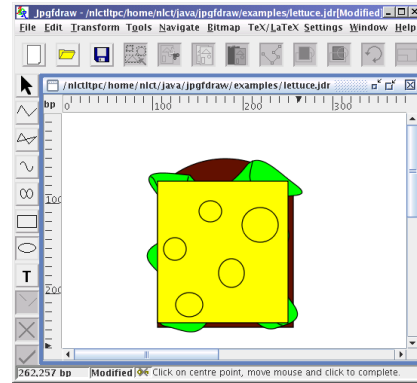 Jpgfdraw - /nlctltpc/home/nlct/java/jpgfdraw/examples/lettuce.jdr[Modified]
File Edit Transform Tools Navigate Bitmap TeX/LaTeX Settings Window Help
/nlctltpc/home/nlct/java/jpgfdraw/examples/lettuce.jdr
bp 0 100 200 300
100
T
200
262,257 bp Modified Click on centre point, move mouse and click to complete.